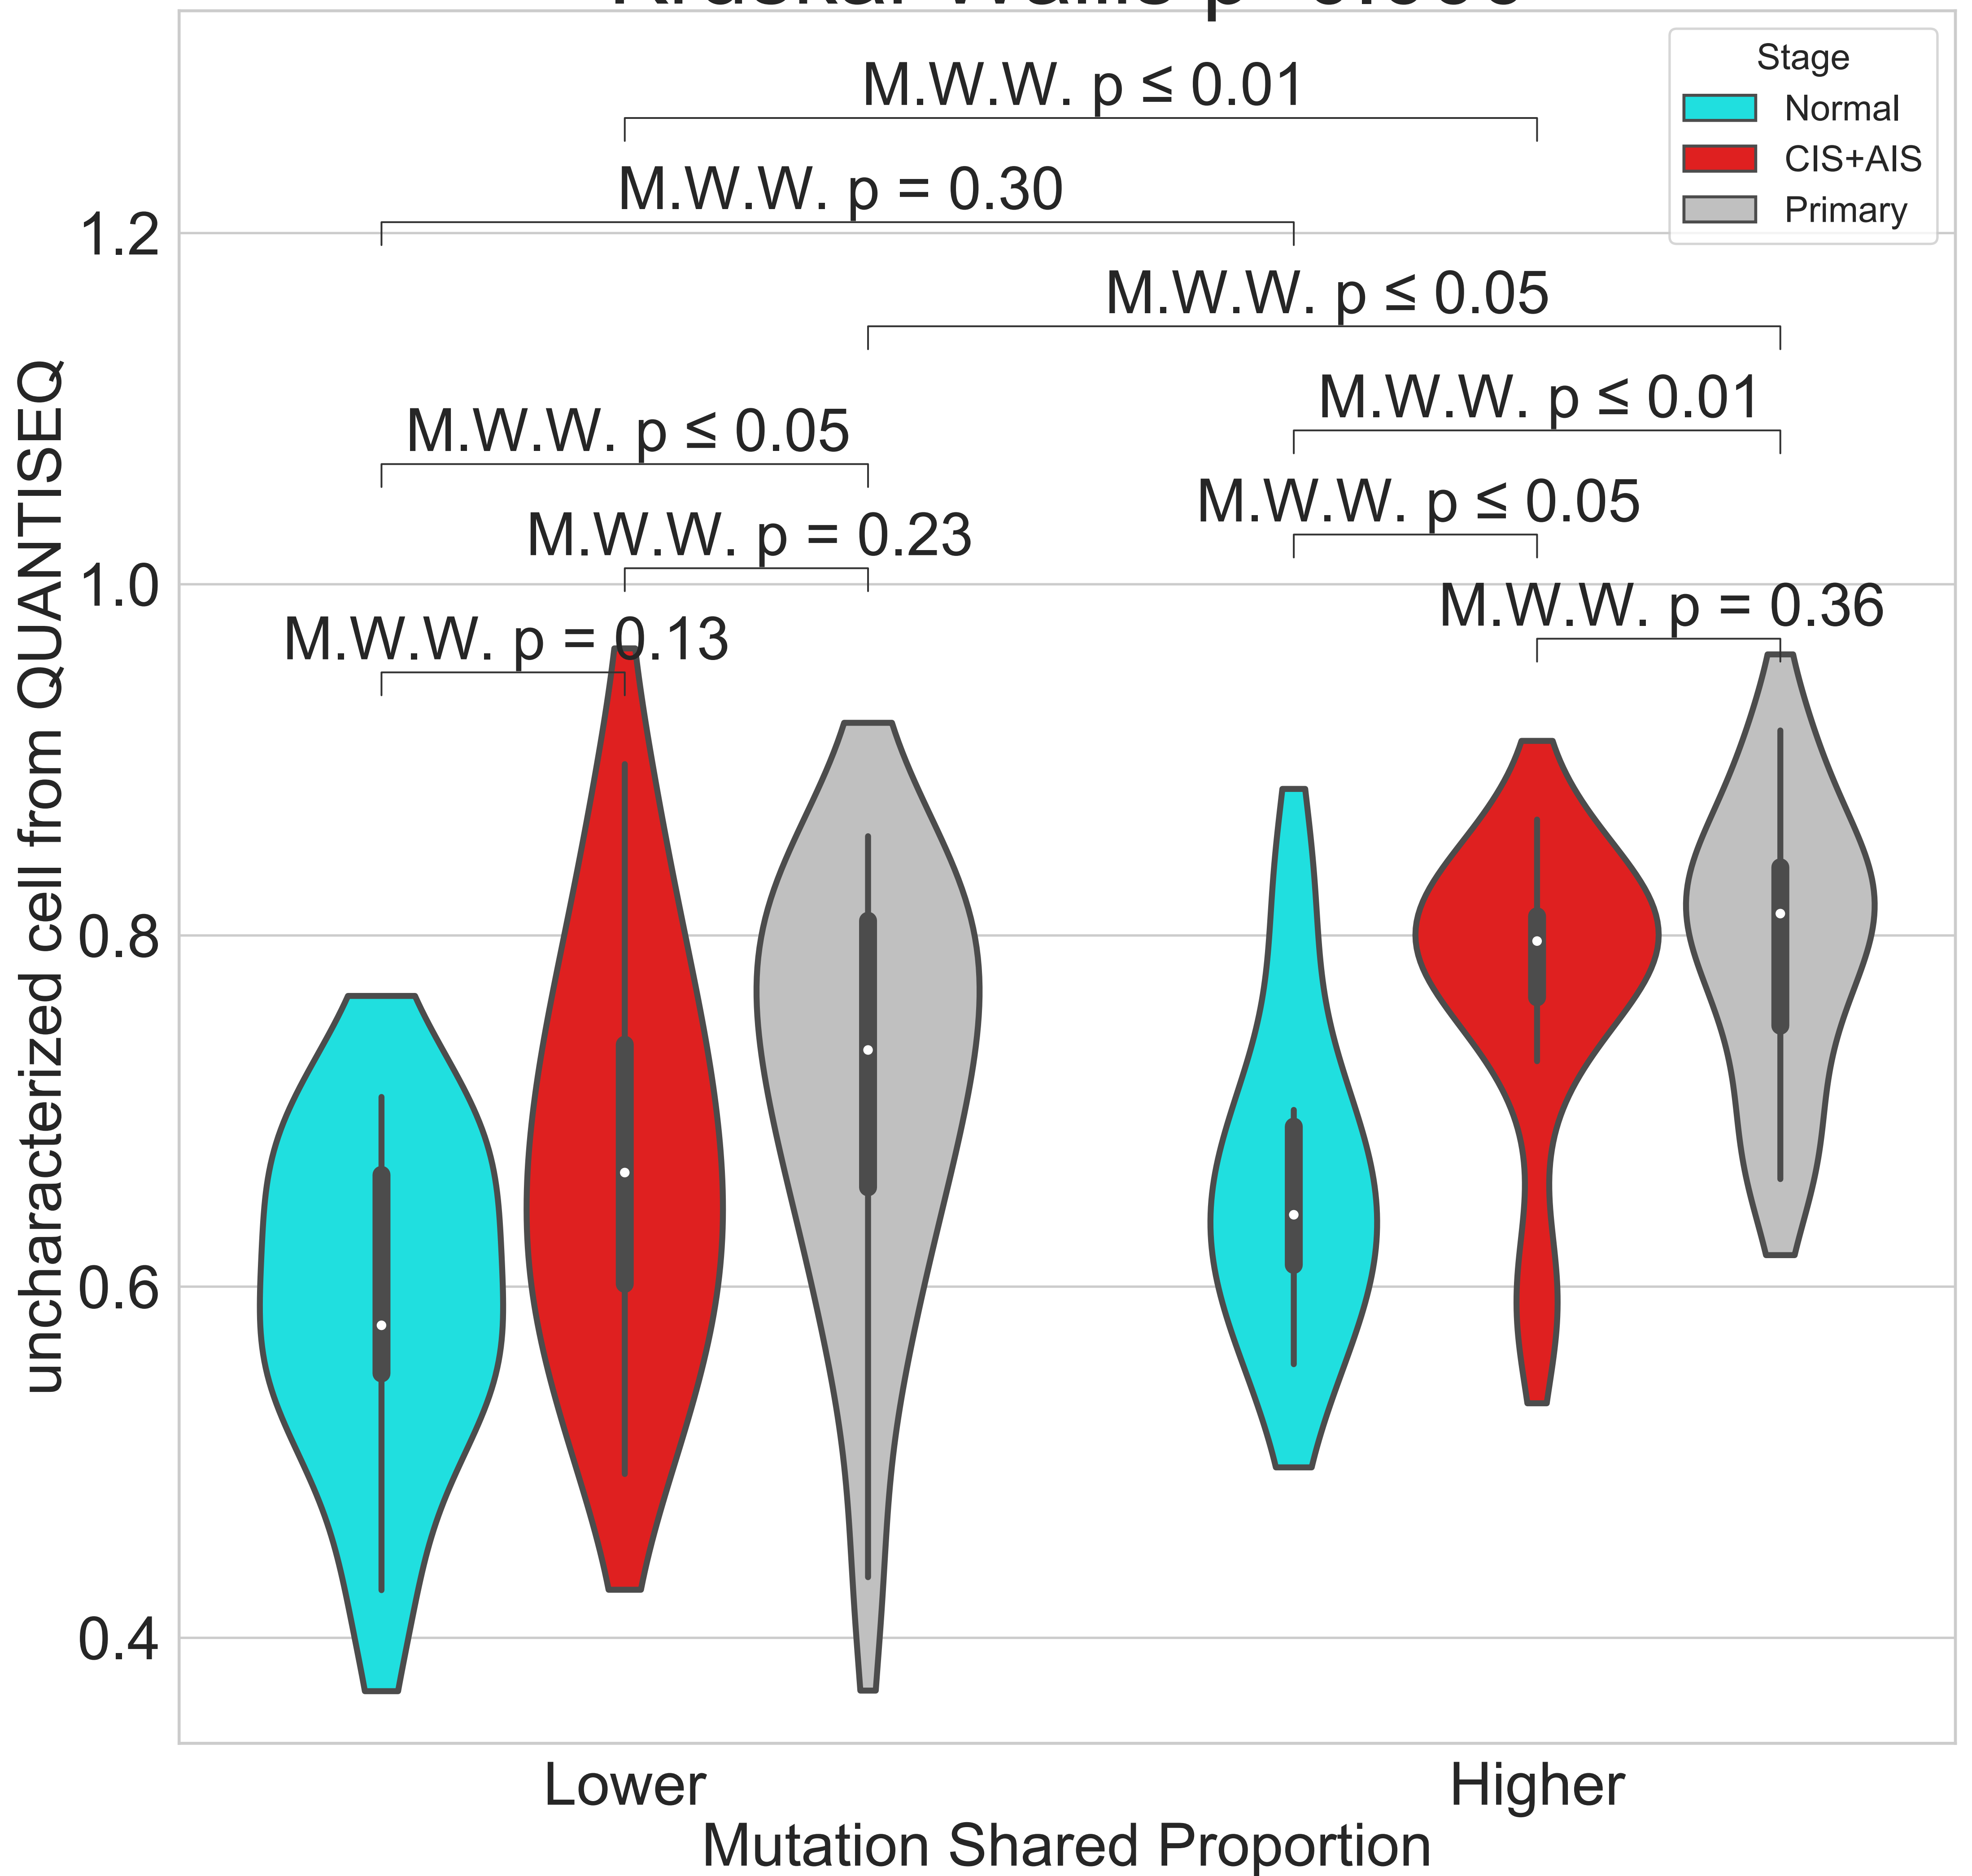 Stage
Normal
CIS+AIS
Primary
M.W.W. p ≤ 0.01
M.W.W. p = 0.30
M.W.W. p ≤ 0.05
M.W.W. p ≤ 0.01
M.W.W. p ≤ 0.05
M.W.W. p ≤ 0.05
M.W.W. p = 0.23
M.W.W. p = 0.36
M.W.W. p = 0.13
1.2
1.0
0.8
0.6
0.4
uncharacterized cell from QUANTISEQ
Lower
Higher
Mutation Shared Proportion